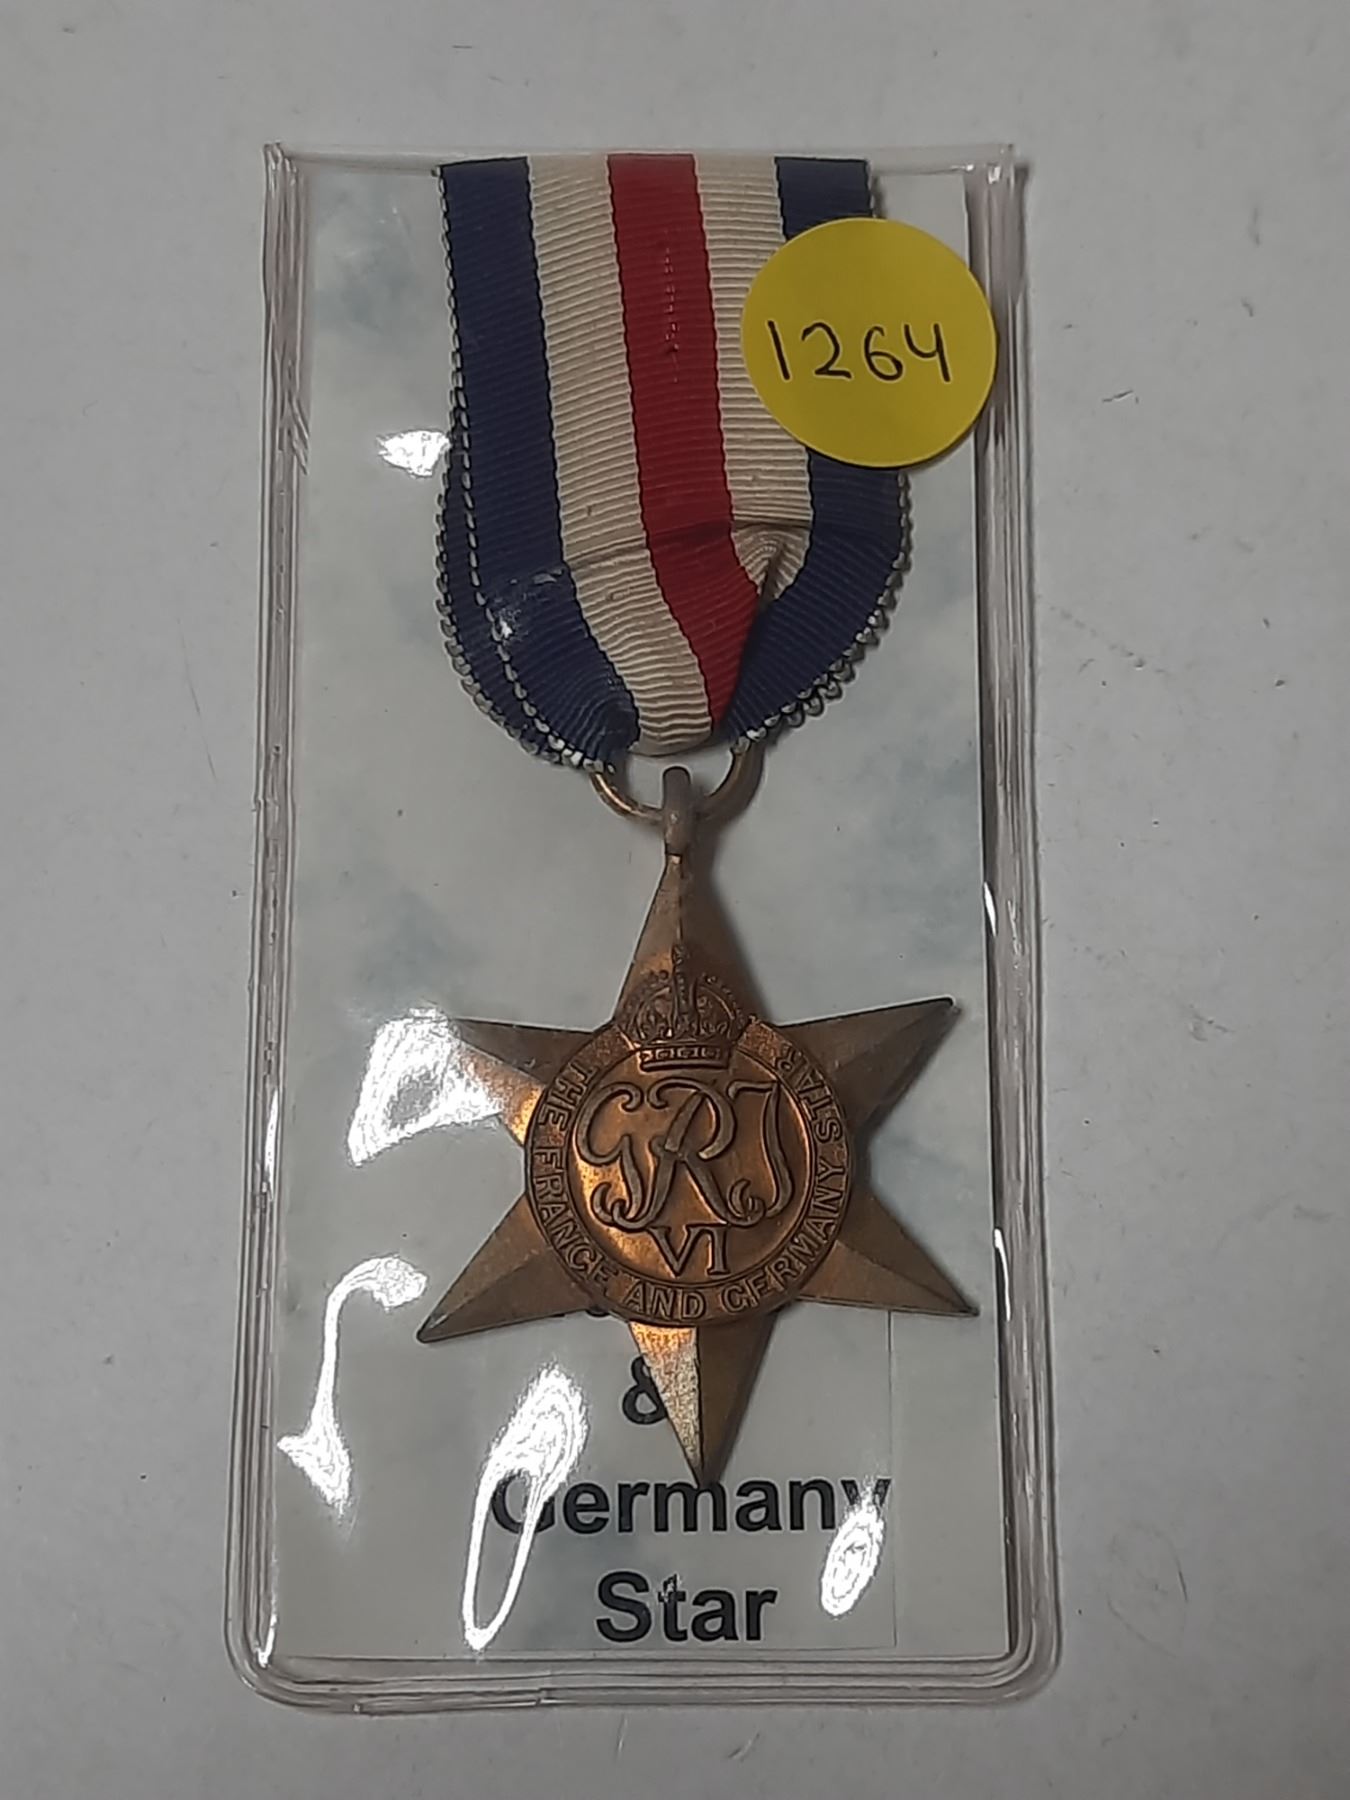 1264
THE FRANCE AND GERMANY STAR
GRI
VI
&
Germany
Star